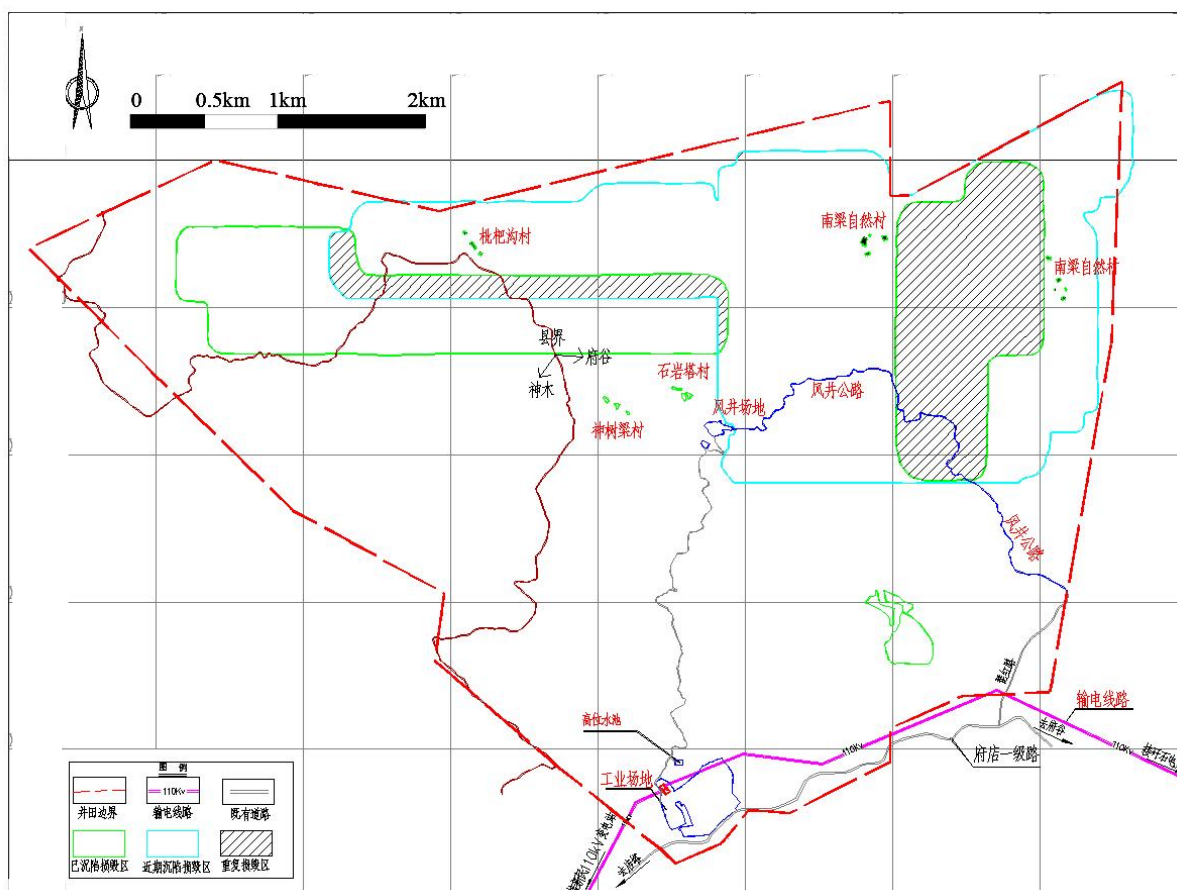 0 0.5km 1km 2km
枇杷沟村
南梁自然村
南梁自然村
县界
府谷
神木
石岩塔村
神树梁村
风井场地
风井公路
风井公路
高位水池
工业场地
110Kv
输电线路
去府谷
110Kv
府店一级路
去店塔
图例
井田边界
110Kv
输电线路
既有道路
已沉陷损毁区
近期沉陷损毁区
重复损毁区